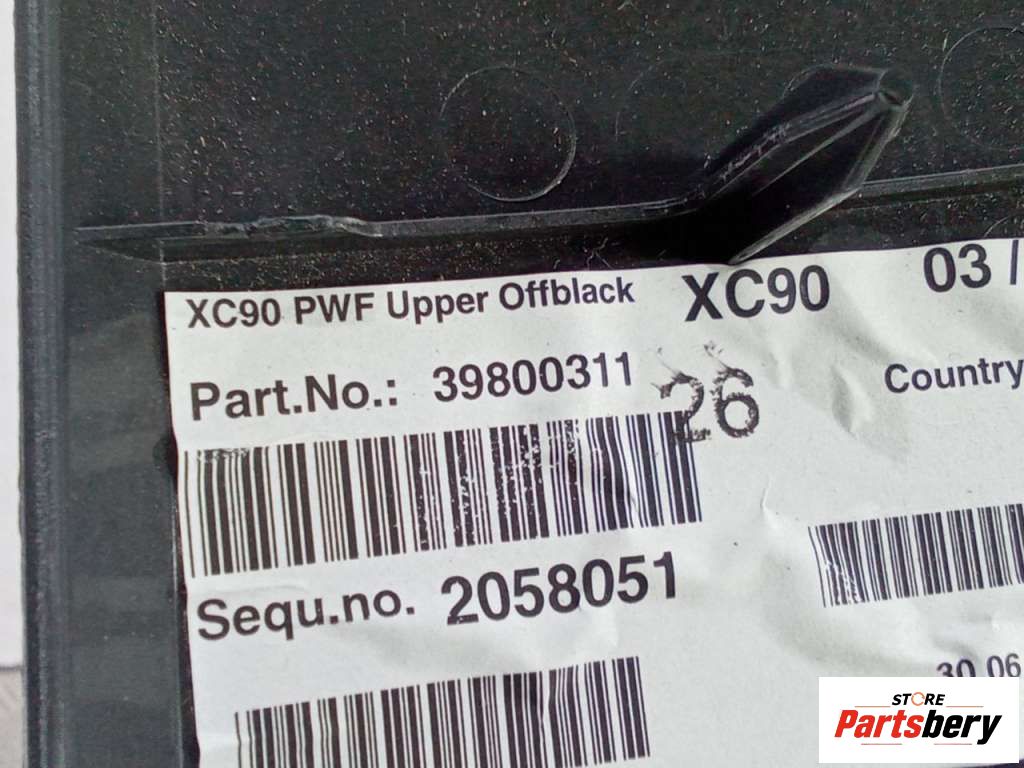 XC90 PWF Upper Offblack XC90 03 /
Part.No.: 39800311 26 Country
Sequ.no. 2058051
30 06
STORE
Partsbery